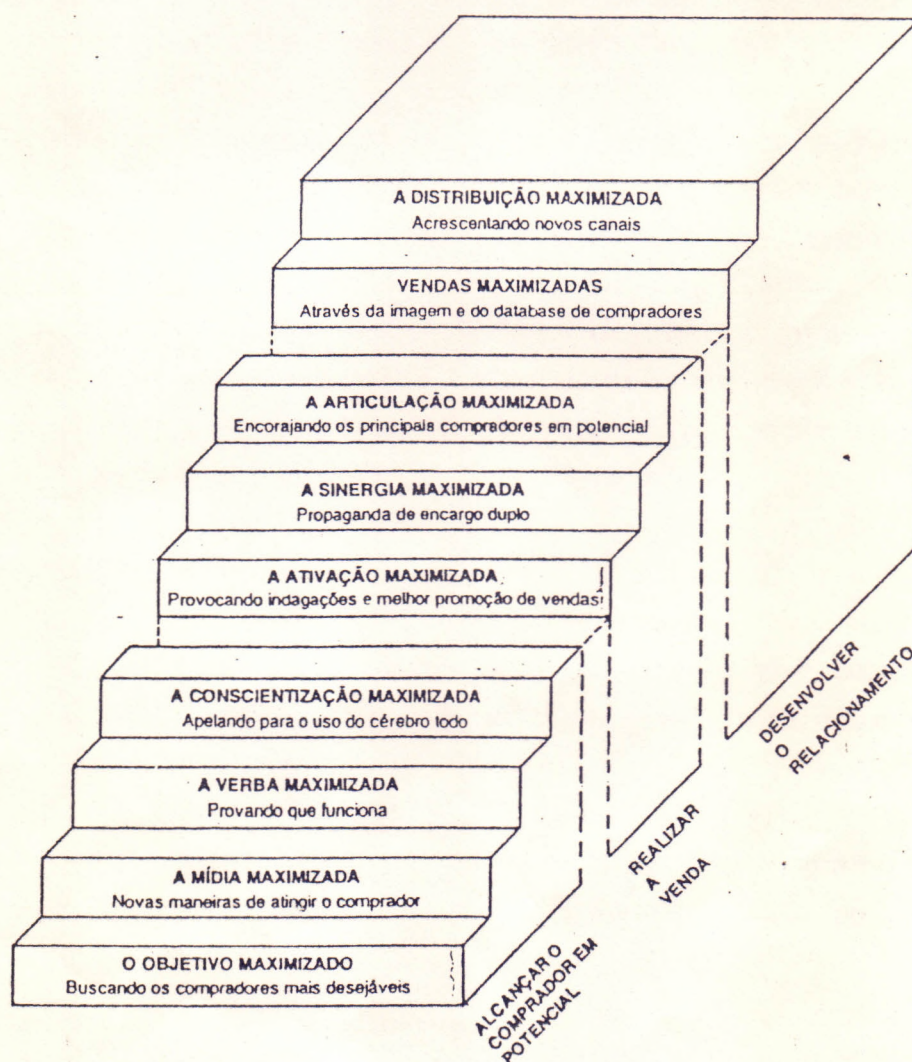 A DISTRIBUIÇÃO MAXIMIZADA
Acrescentando novos canais
VENDAS MAXIMIZADAS
Através da imagem e do database de compradores
A ARTICULAÇÃO MAXIMIZADA
Encorajando os principais compradores em potencial
A SINERGIA MAXIMIZADA
Propaganda de encargo duplo
A ATIVAÇÃO MAXIMIZADA
Provocando indagações e melhor promoção de vendas
A CONSCIENTIZAÇÃO MAXIMIZADA
Apelando para o uso do cérebro todo
A VERBA MAXIMIZADA
Provando que funciona
A MÍDIA MAXIMIZADA
Novas maneiras de atingir o comprador
O OBJETIVO MAXIMIZADO
Buscando os compradores mais desejáveis
ALCANÇAR O
COMPRADOR EM
POTENCIAL
REALIZAR
A
VENDA
DESENVOLVER
O
RELACIONAMENTO